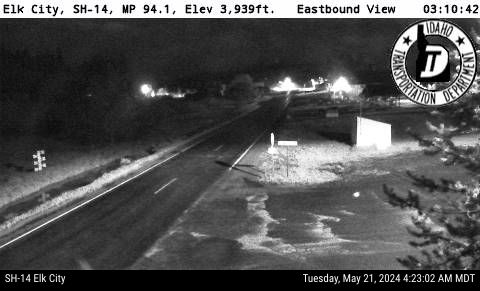 Elk City, SH-14, MP 94.1, Elev 3,939ft. Eastbound View 03:10:42
IDAHO
TRANSPORTATION DEPARTMENT
SH-14 Elk City Tuesday, May 21, 2024 4:23:02 AM MDT